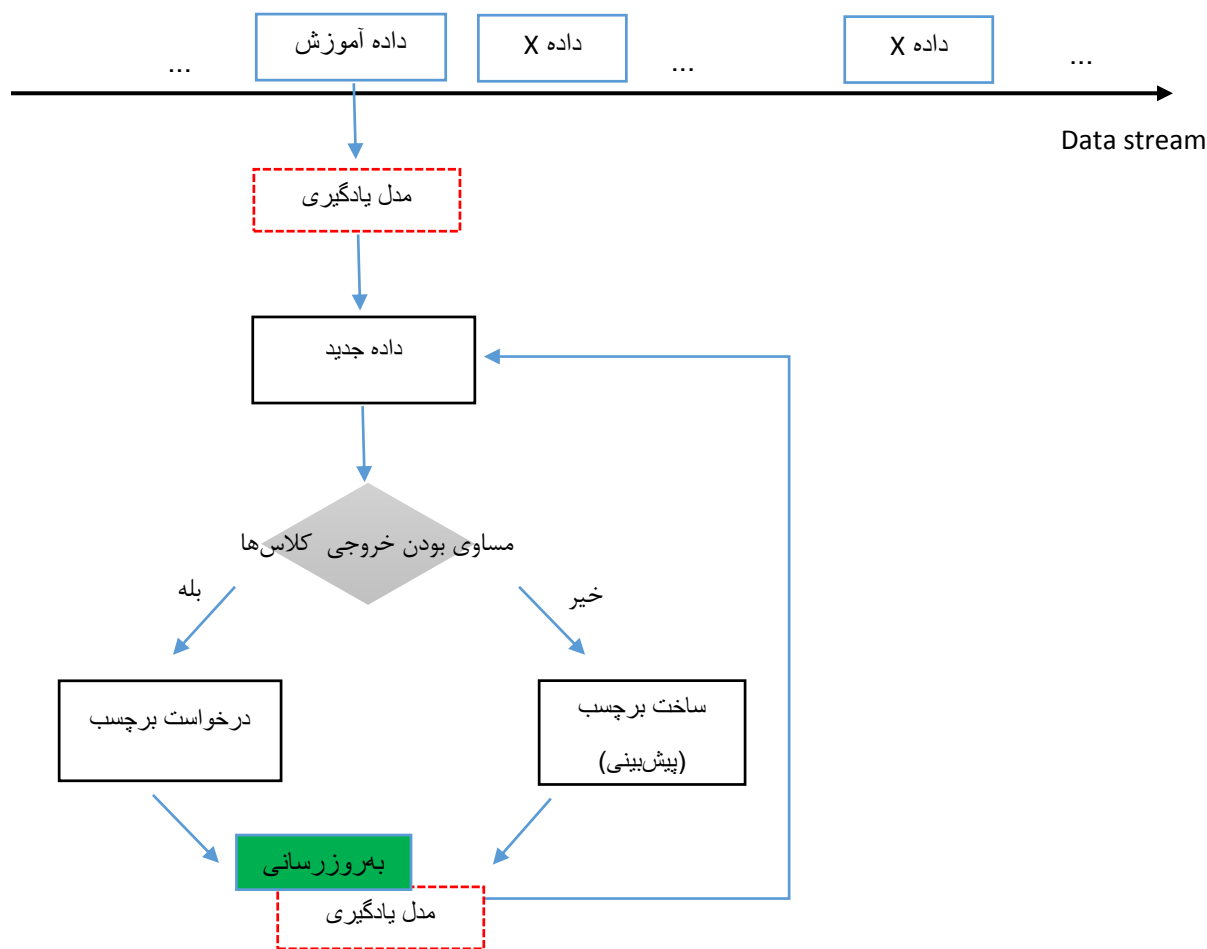 ... داده آموزش داده X ... داده X ...
Data stream
مدل یادگیری
داده جدید
مساوی بودن خروجی کلاس‌ها
بله
خیر
درخواست برچسب
ساخت برچسب
(پیش‌بینی)
به‌روزرسانی
مدل یادگیری